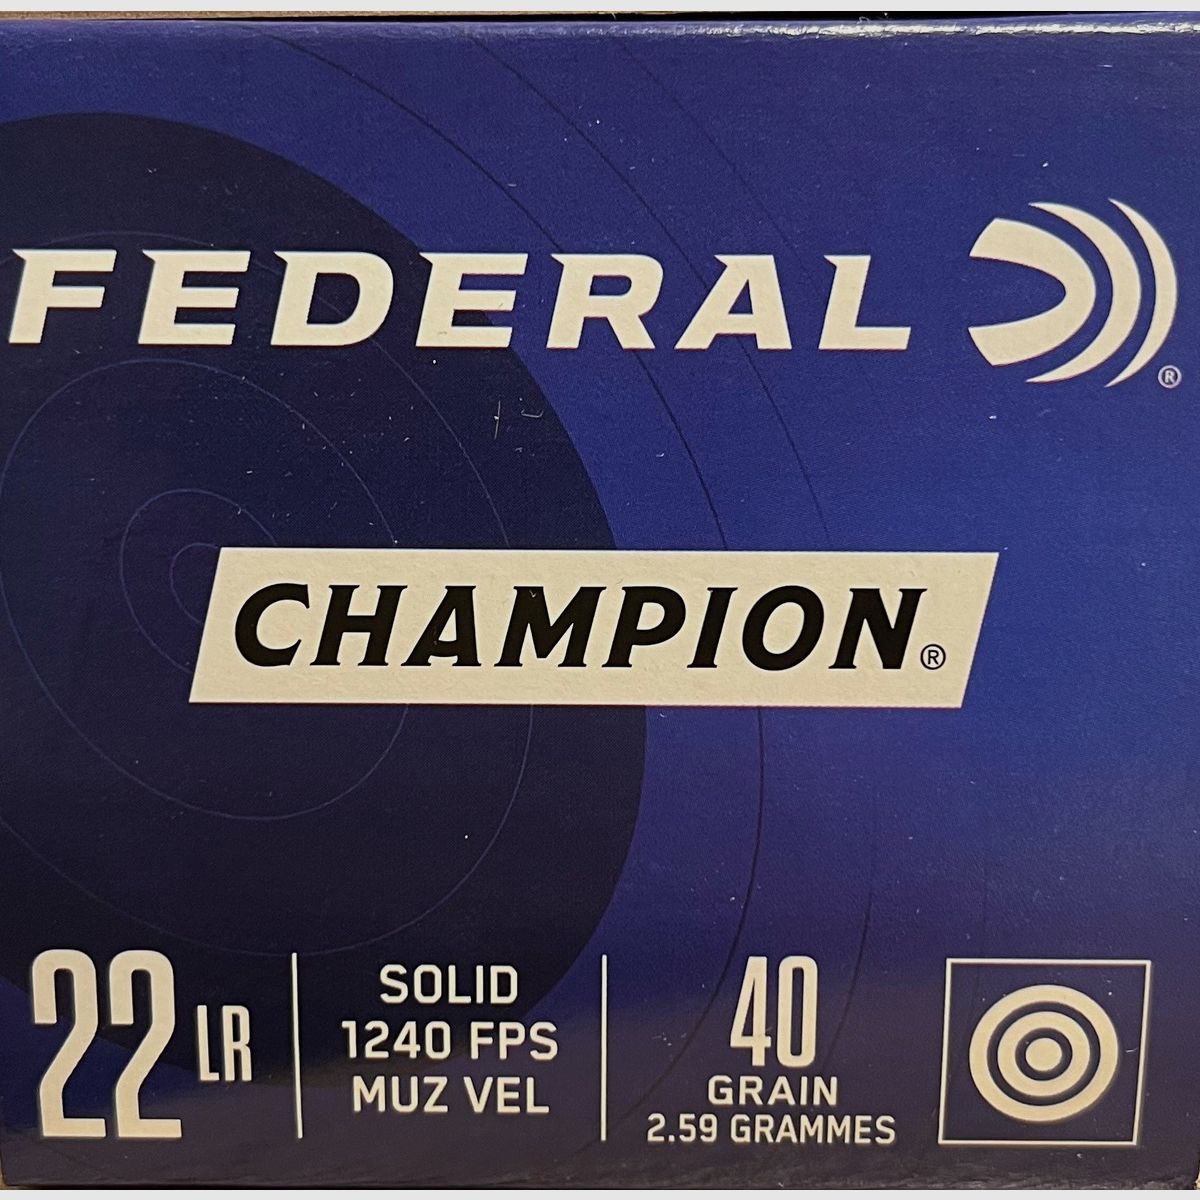 FEDERAL®
CHAMPION®
22 LR
SOLID
1240 FPS
MUZ VEL
40
GRAIN
2.59 GRAMMES